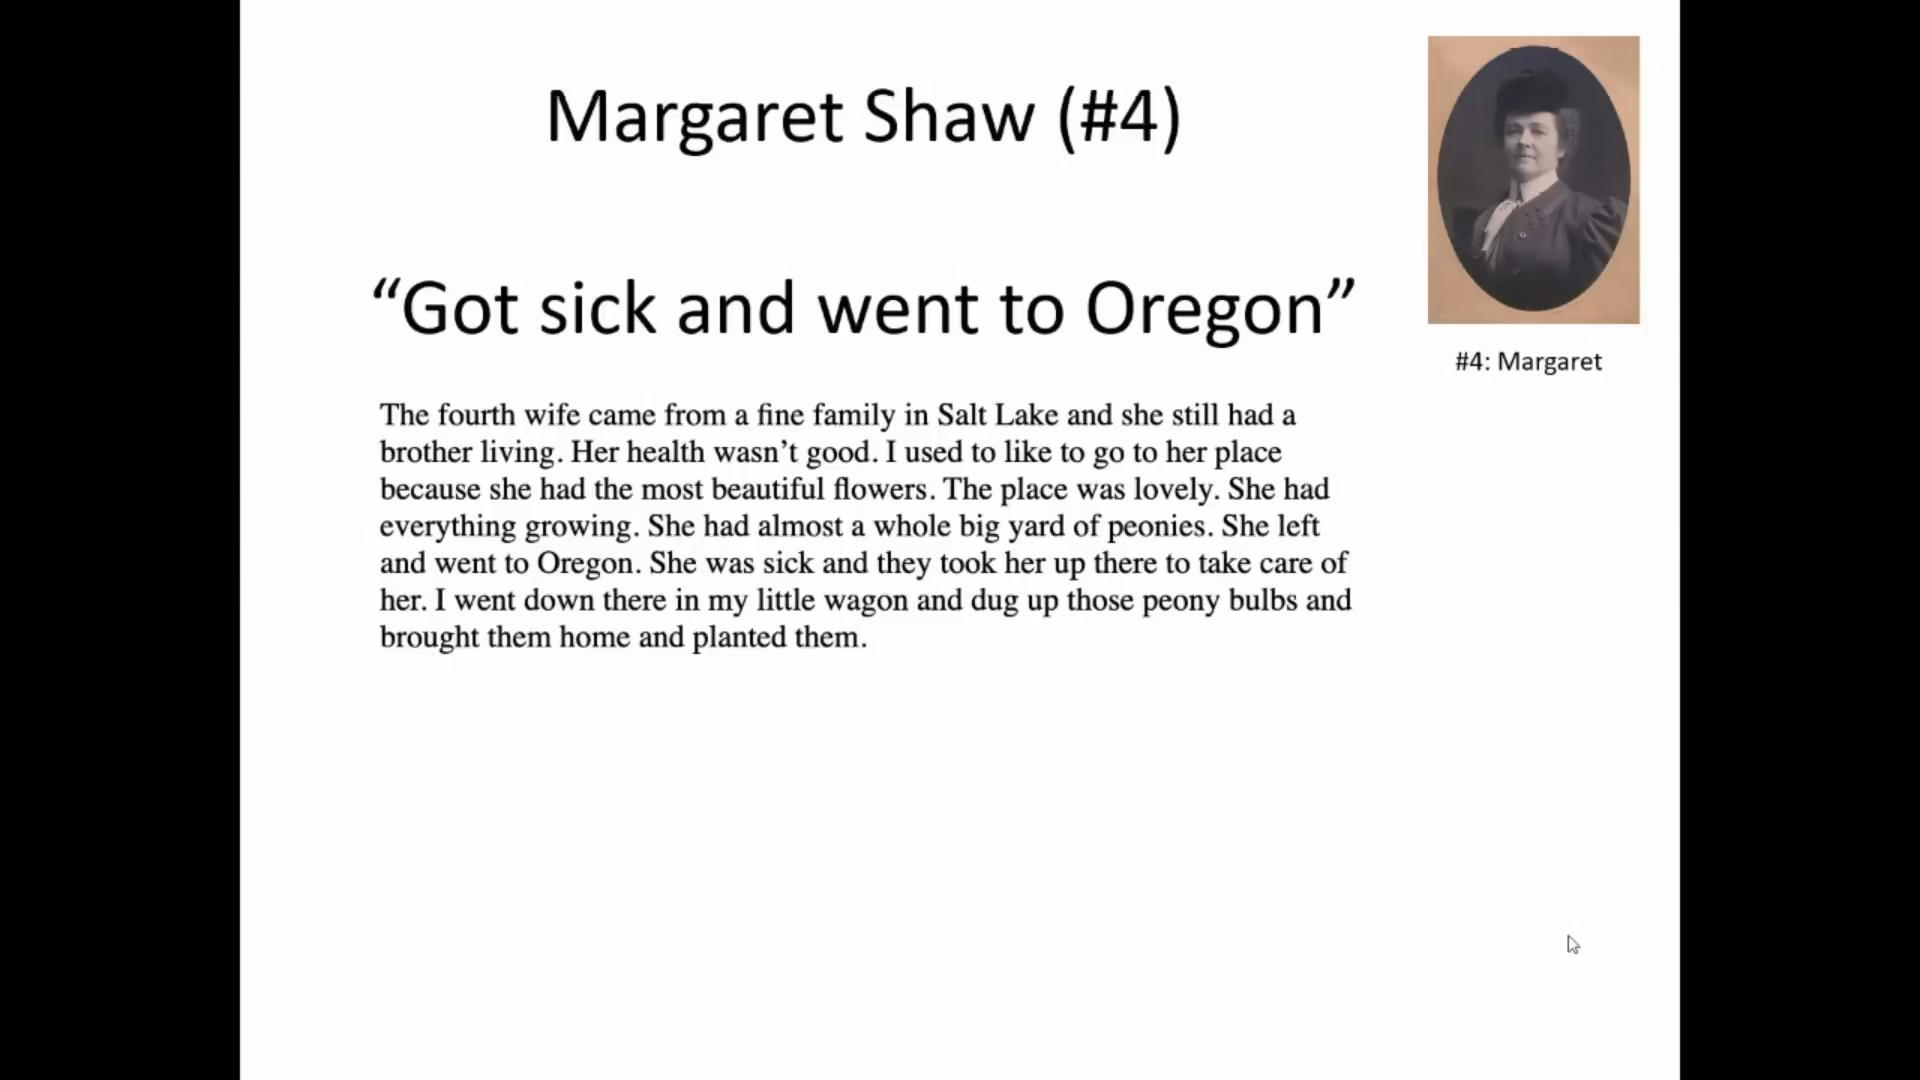 Margaret Shaw (#4)
“Got sick and went to Oregon”
#4: Margaret
The fourth wife came from a fine family in Salt Lake and she still had a
brother living. Her health wasn’t good. I used to like to go to her place
because she had the most beautiful flowers. The place was lovely. She had
everything growing. She had almost a whole big yard of peonies. She left
and went to Oregon. She was sick and they took her up there to take care of
her. I went down there in my little wagon and dug up those peony bulbs and
brought them home and planted them.